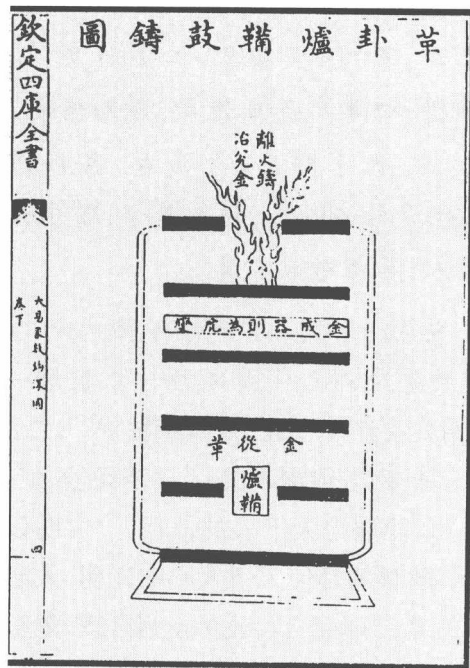 革卦爐鞴鼓鑄圖
離火鑄
冶兌金
金成器則為虎
金從革
爐鞴
欽定四庫全書
大易象數鉤深圖
卷下
四